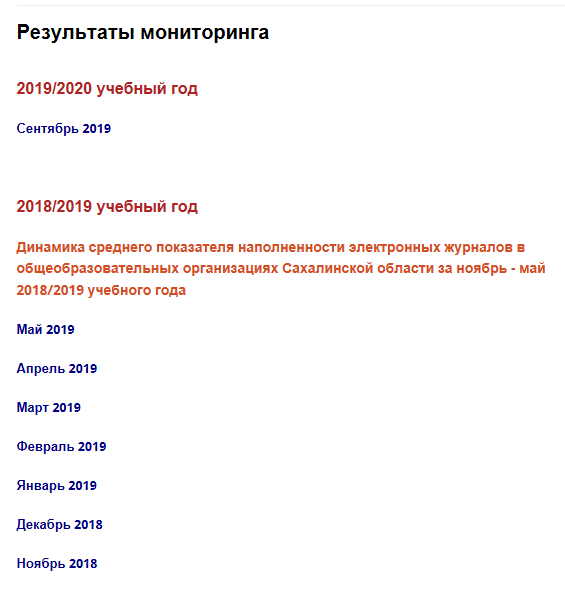 Результаты мониторинга
2019/2020 учебный год
Сентябрь 2019
2018/2019 учебный год
Динамика среднего показателя наполненности электронных журналов в
общеобразовательных организациях Сахалинской области за ноябрь - май
2018/2019 учебного года
Май 2019
Апрель 2019
Март 2019
Февраль 2019
Январь 2019
Декабрь 2018
Ноябрь 2018